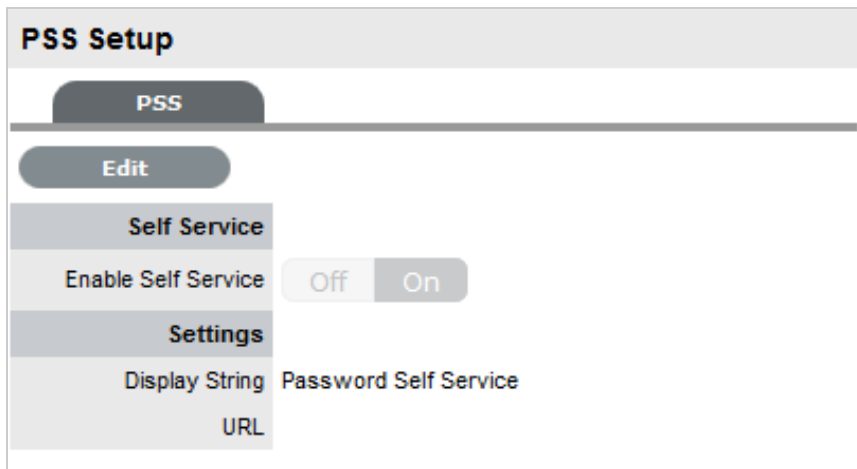 PSS Setup
PSS
Edit
Self Service
Enable Self Service Off On
Settings
Display String Password Self Service
URL